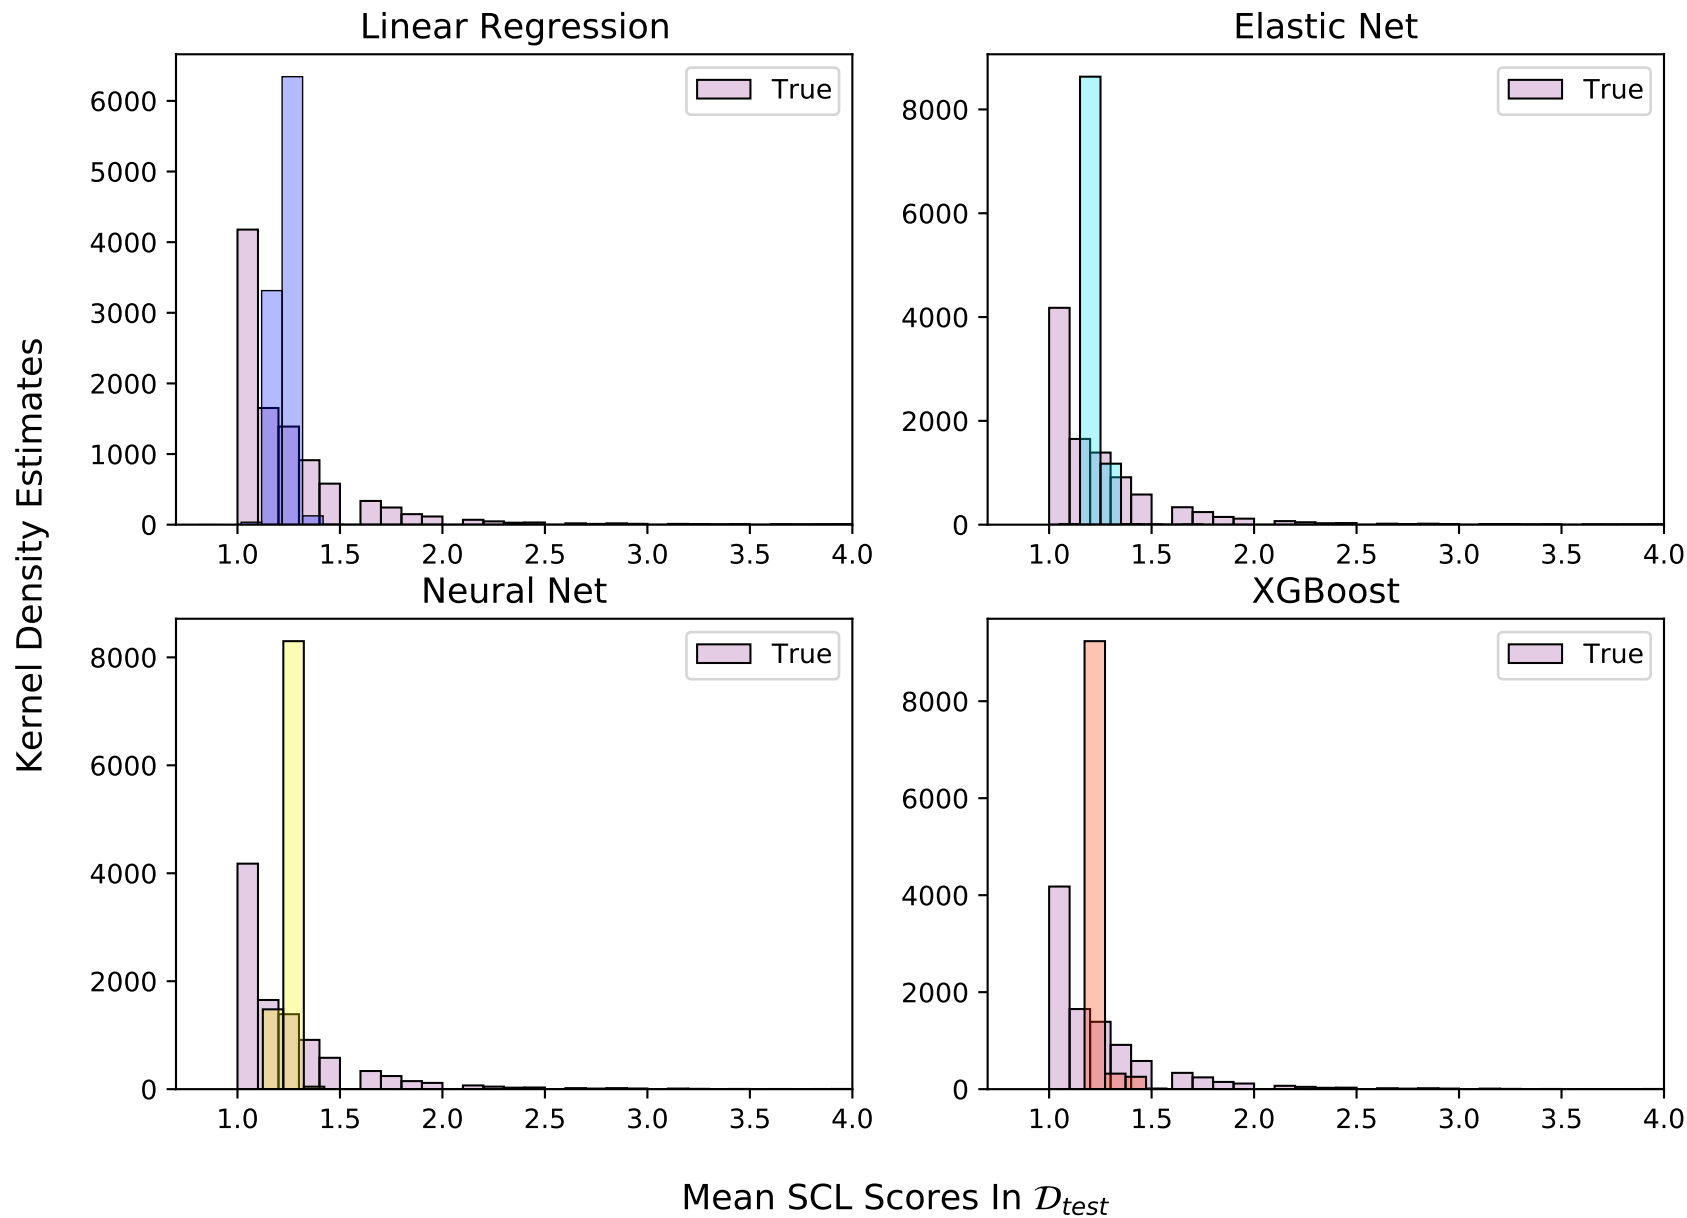 Linear Regression
Elastic Net
True
True
6000
5000
4000
3000
2000
1000
0
8000
6000
4000
2000
0
1.0 1.5 2.0 2.5 3.0 3.5 4.0
1.0 1.5 2.0 2.5 3.0 3.5 4.0
Kernel Density Estimates
Neural Net
XGBoost
True
True
8000
6000
4000
2000
0
8000
6000
4000
2000
0
1.0 1.5 2.0 2.5 3.0 3.5 4.0
1.0 1.5 2.0 2.5 3.0 3.5 4.0
Mean SCL Scores In 𝒟test